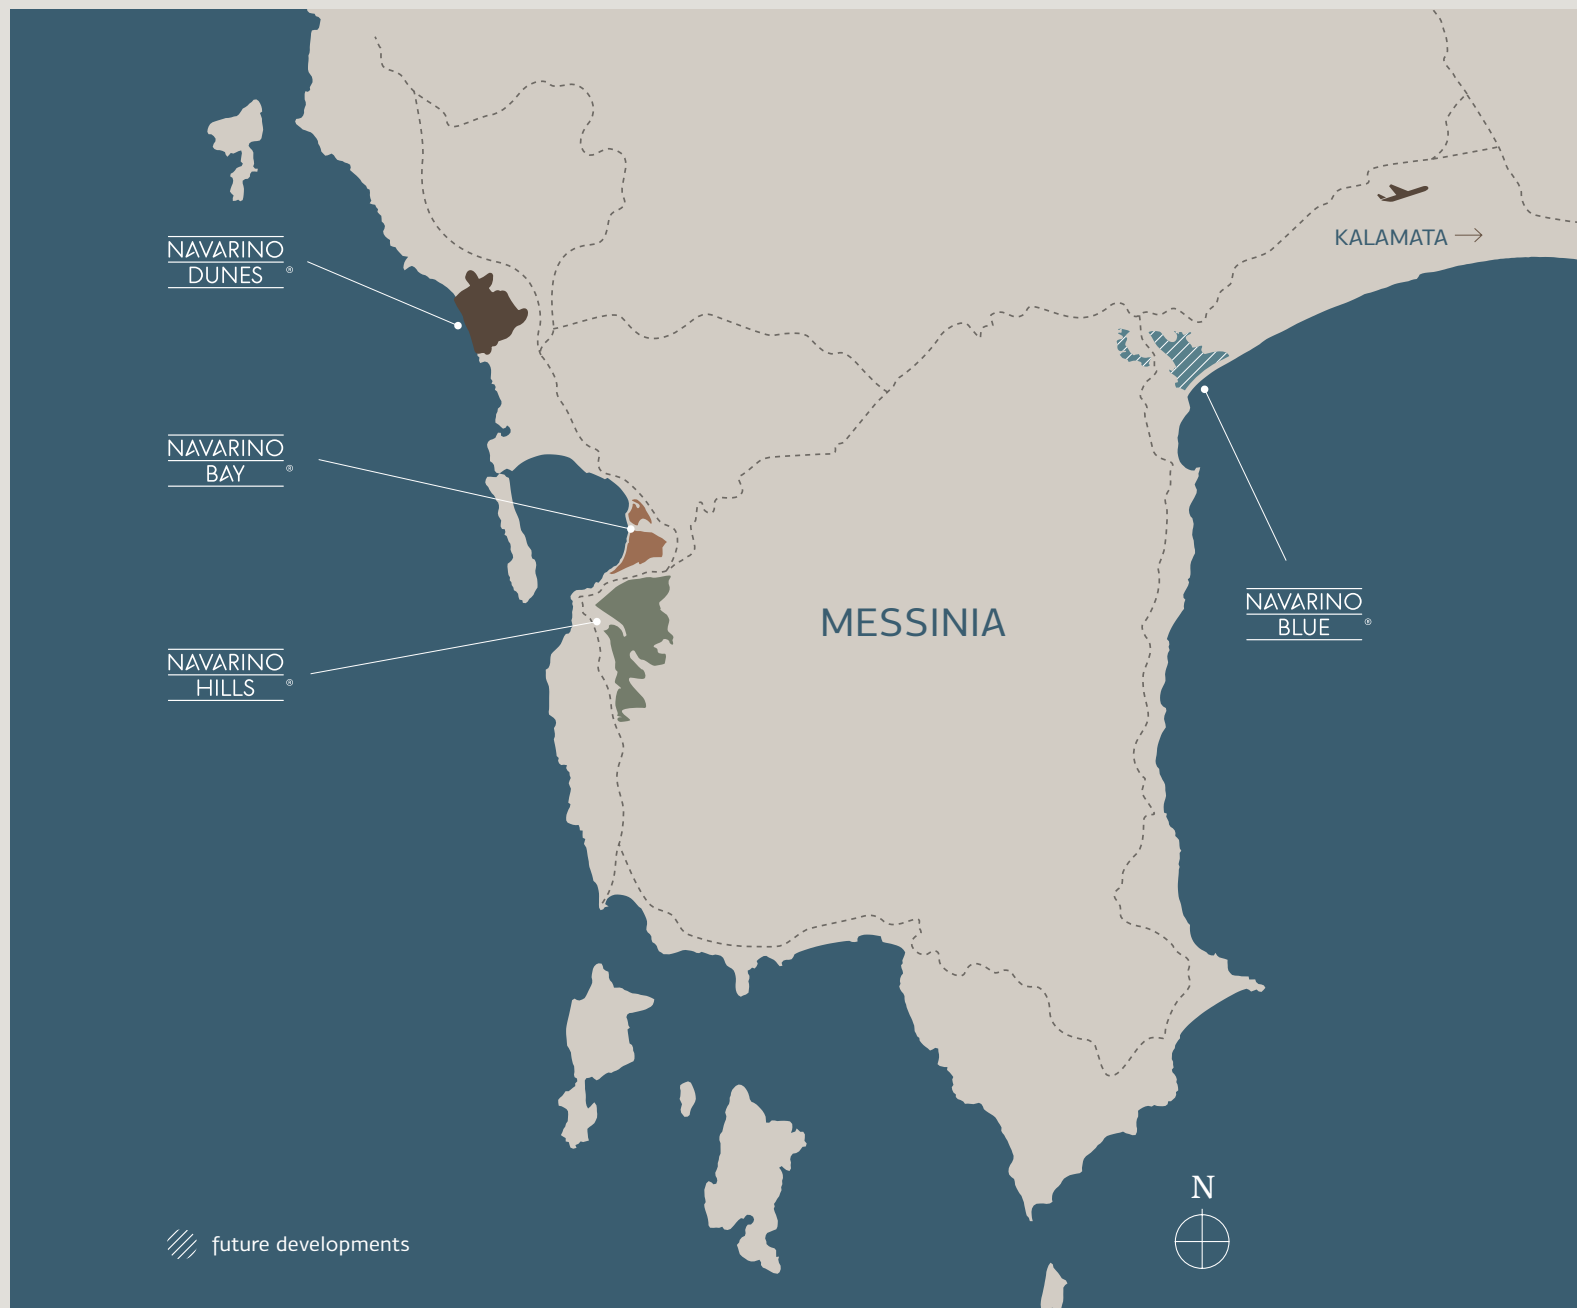 KALAMATA
NAVARINO
DUNES ®
NAVARINO
BAY ®
NAVARINO
HILLS ®
MESSINIA
NAVARINO
BLUE ®
N
future developments